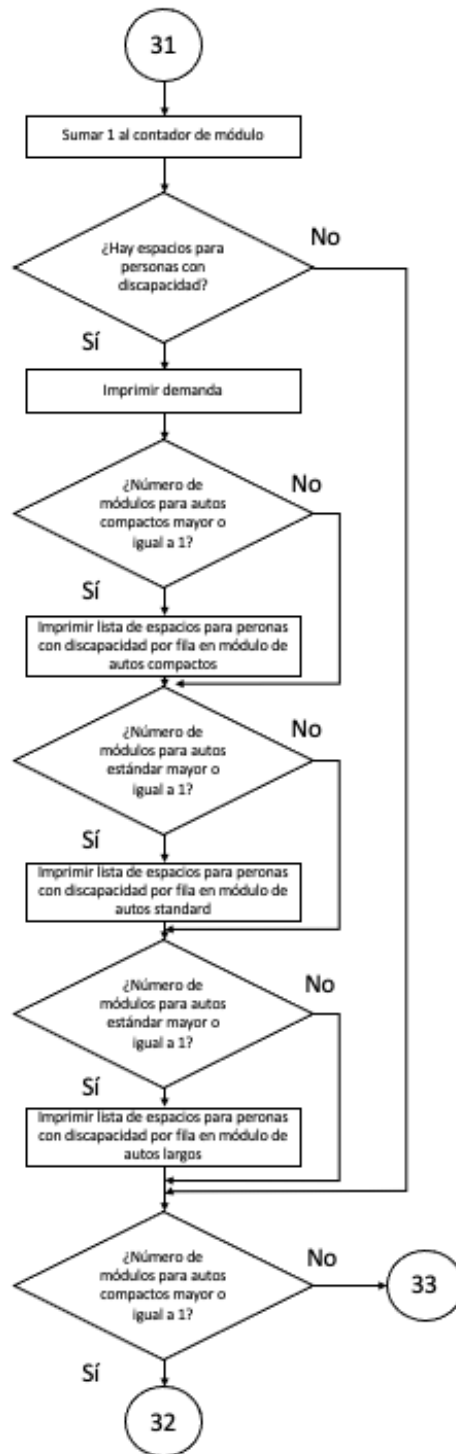 31
Sumar 1 al contador de módulo
¿Hay espacios para
personas con
discapacidad?
No
Sí
Imprimir demanda
¿Número de
módulos para autos
compactos mayor o
igual a 1?
No
Sí
Imprimir lista de espacios para peronas
con discapacidad por fila en módulo de
autos compactos
¿Número de
módulos para autos
estándar mayor o
igual a 1?
No
Sí
Imprimir lista de espacios para peronas
con discapacidad por fila en módulo de
autos standard
¿Número de
módulos para autos
estándar mayor o
igual a 1?
No
Sí
Imprimir lista de espacios para peronas
con discapacidad por fila en módulo de
autos largos
¿Número de
módulos para autos
compactos mayor o
igual a 1?
No
33
Sí
32